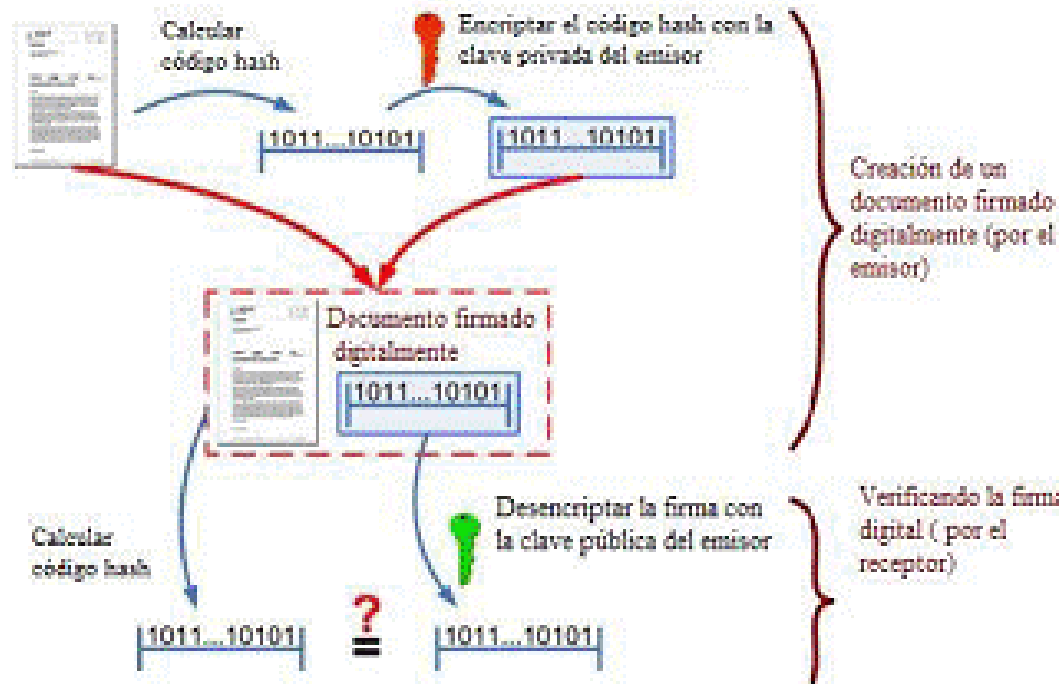 Calcular
código hash
Encriptar el código hash con la
clave privada del emisor
1011...10101
1011...10101
Creación de un
documento firmado
digitalmente (por el
emisor)
Documento firmado
digitalmente
1011...10101
Desencriptar la firma con
la clave pública del emisor
Verificando la firma
digital ( por el
receptor)
Calcular
código hash
1011...10101
?
=
1011...10101